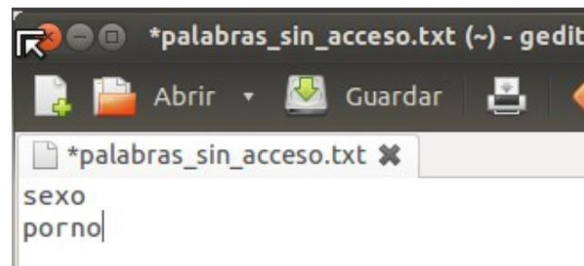 *palabras_sin_acceso.txt (~) - gedit
Abrir Guardar
*palabras_sin_acceso.txt
sexo
porno